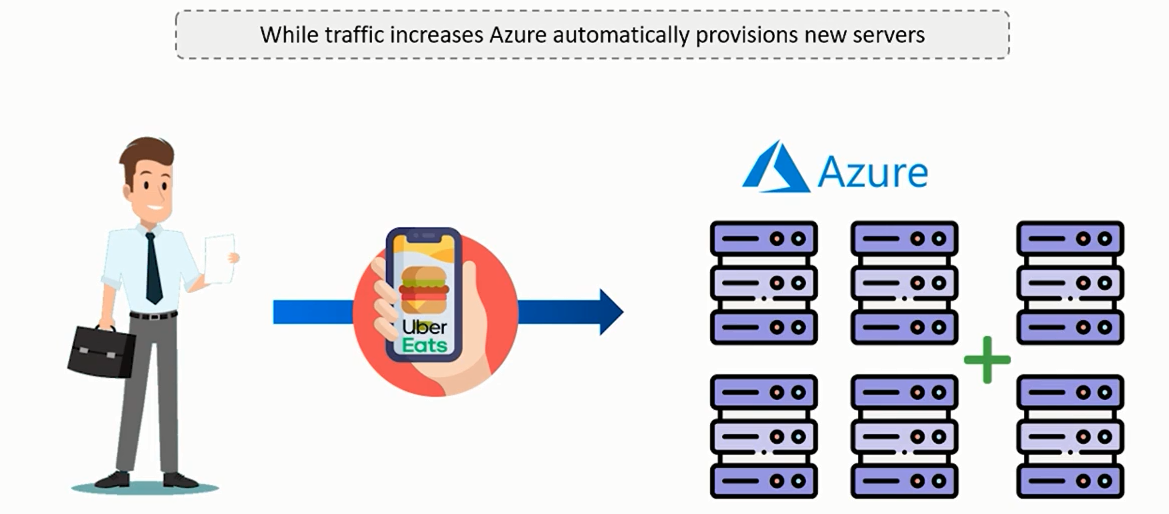 While traffic increases Azure automatically provisions new servers
Azure
Uber
Eats